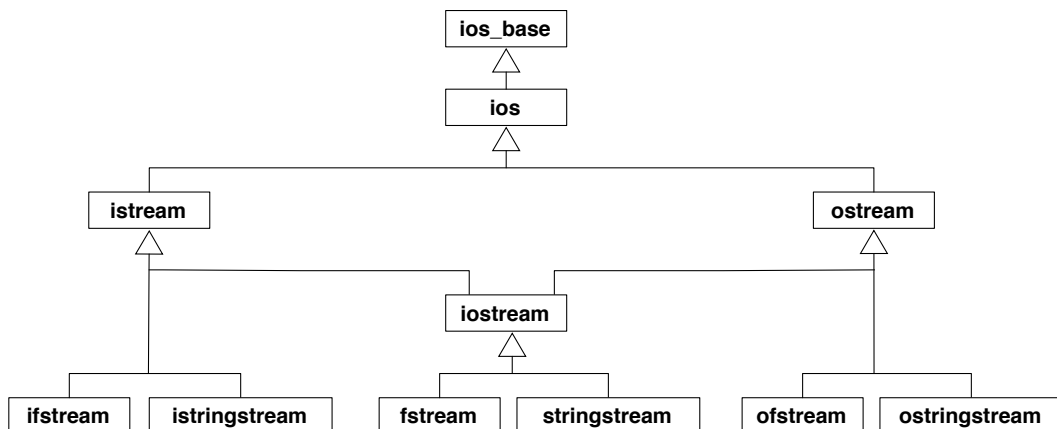 ios_base
ios
istream
ostream
iostream
ifstream
istringstream
fstream
stringstream
ofstream
ostringstream